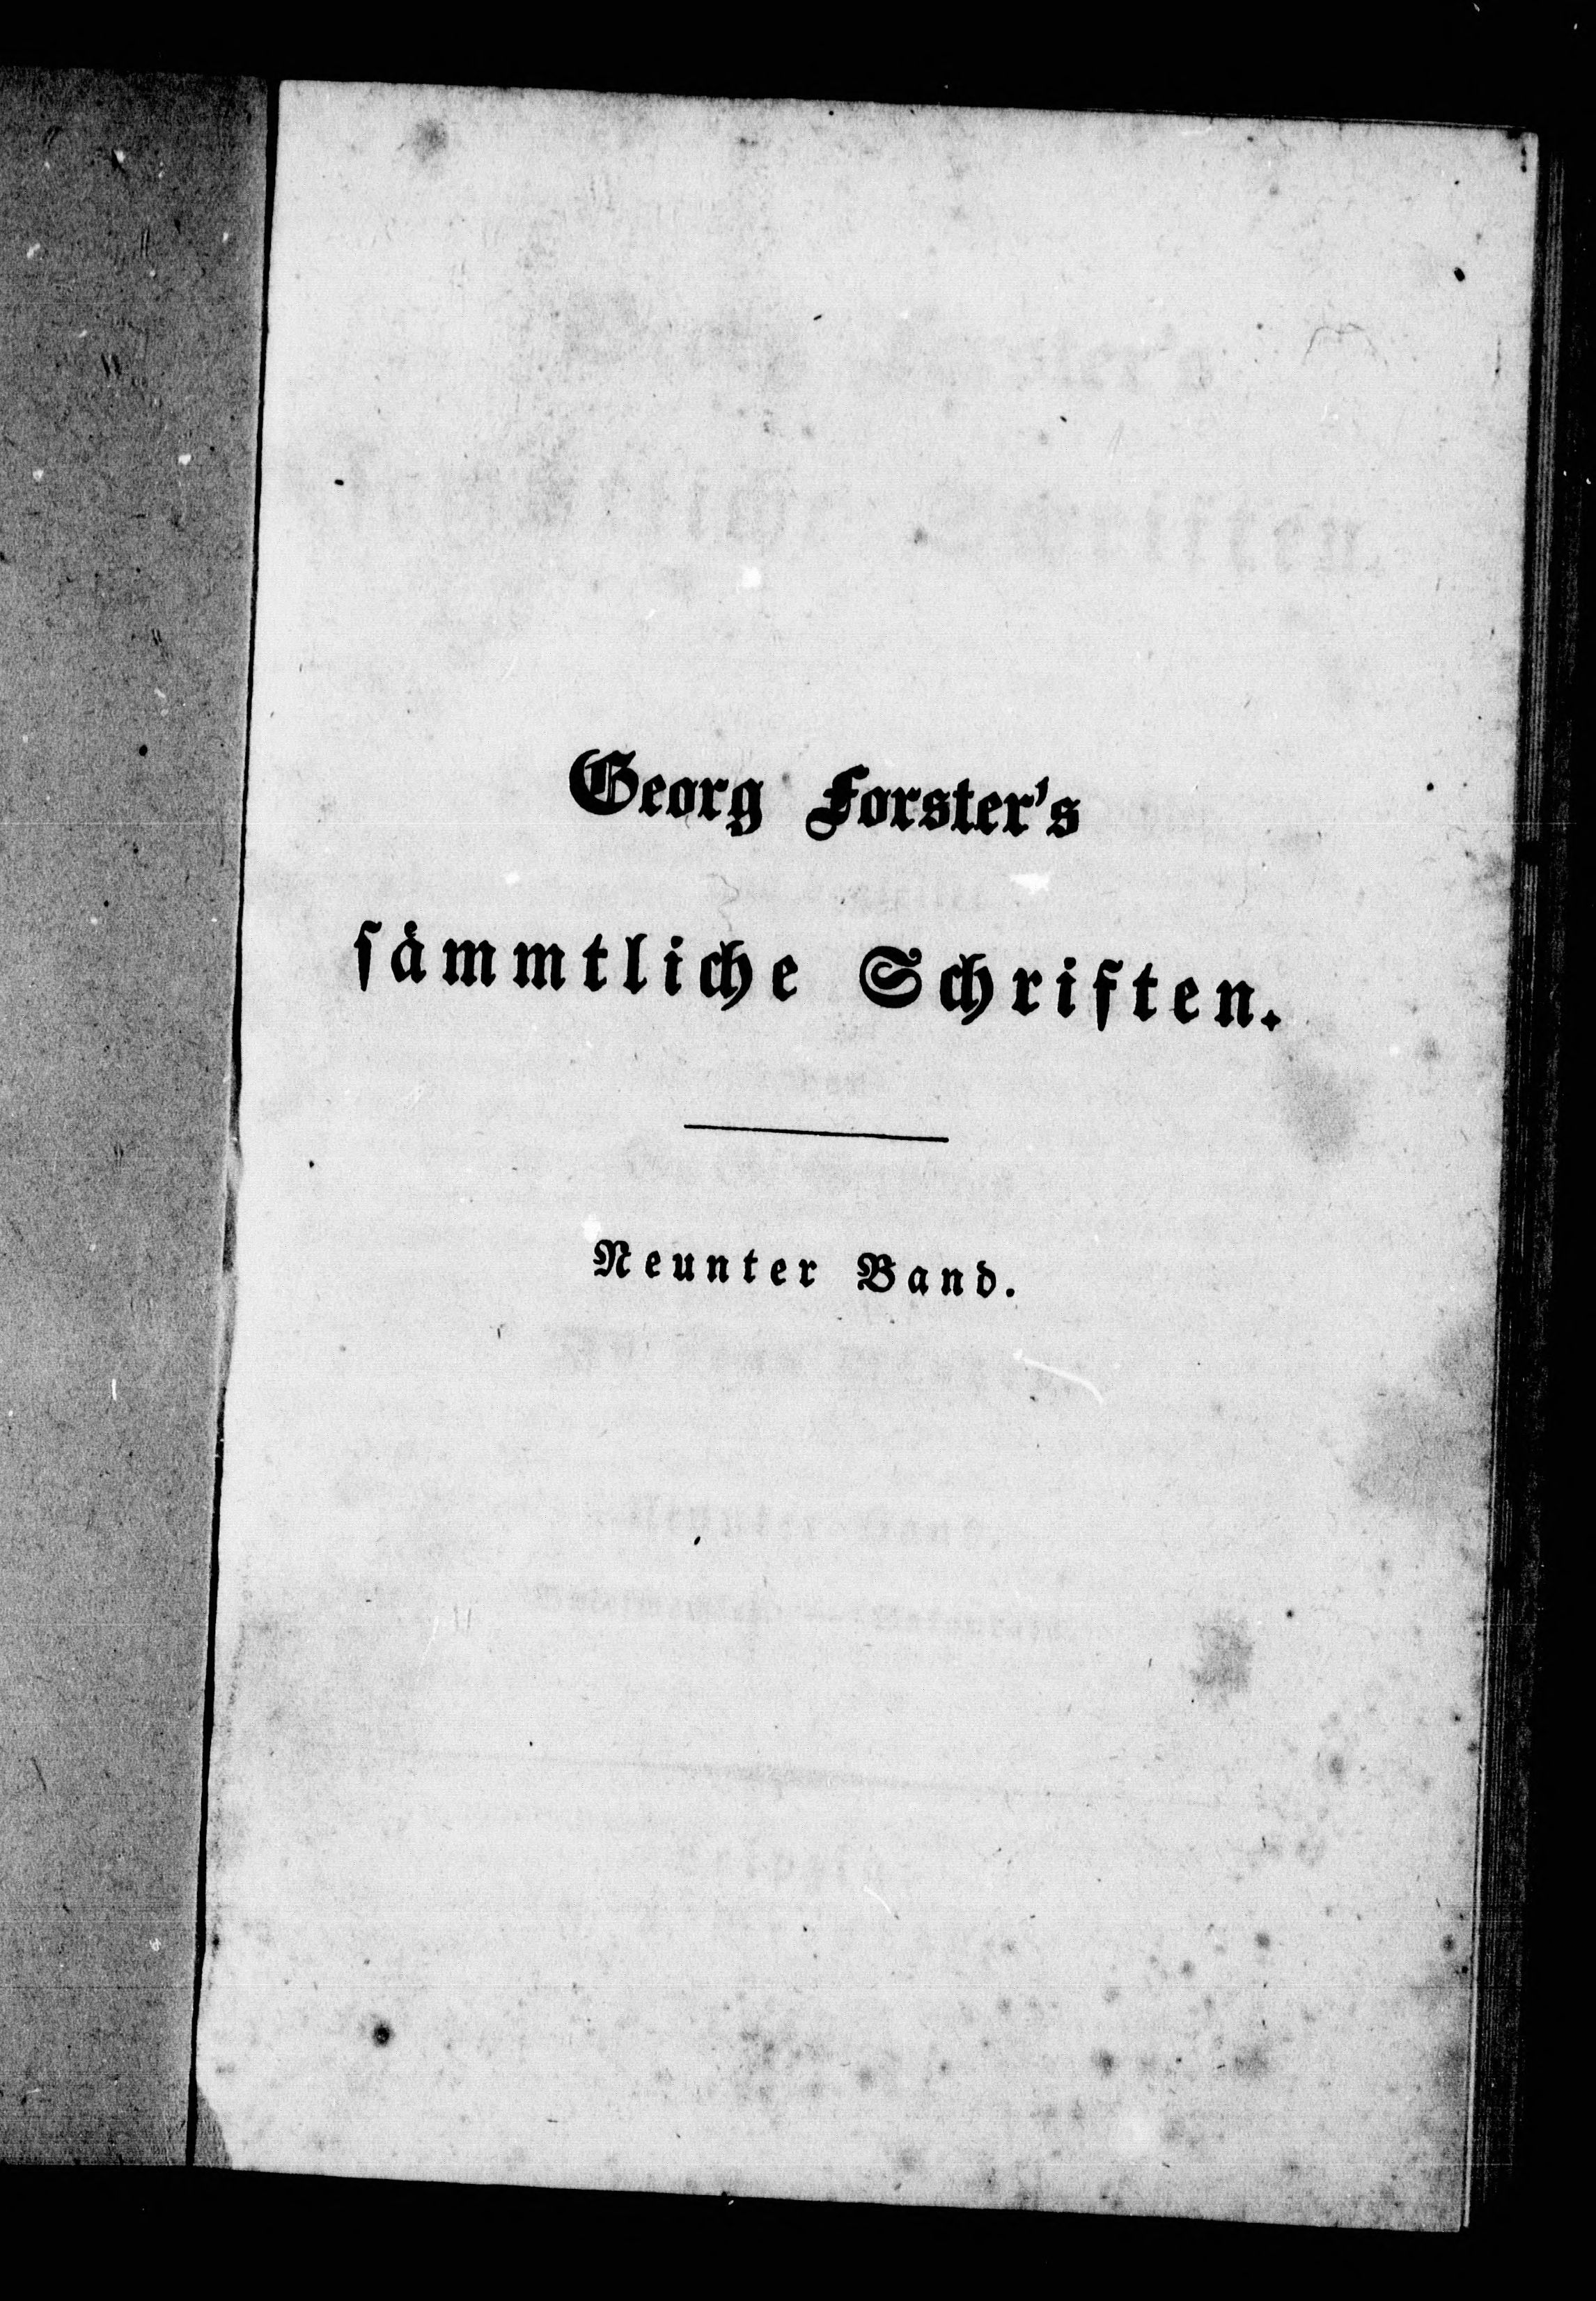 Georg Forster's
sämmtliche Schriften.
Neunter Band.